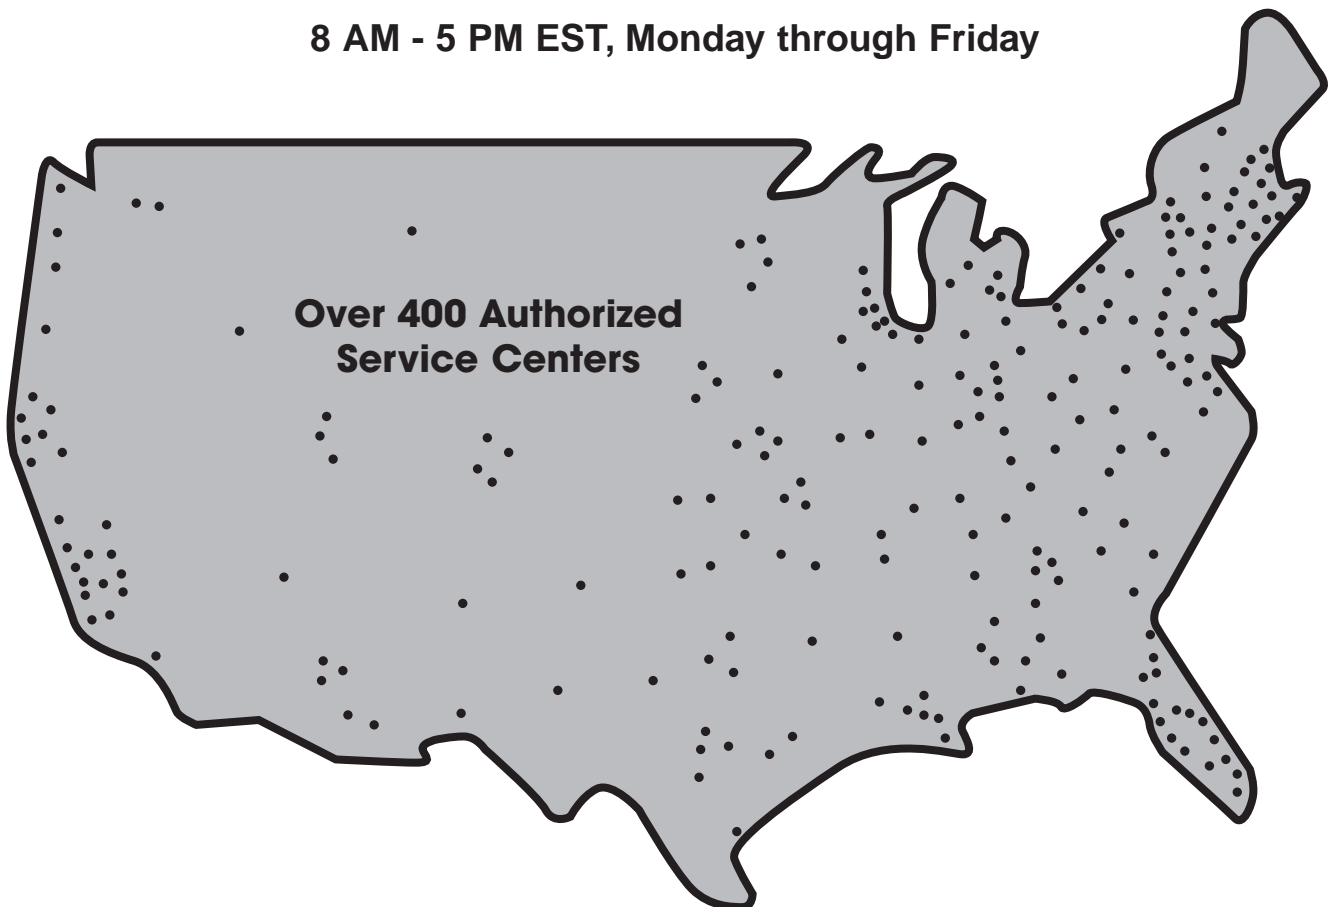 8 AM - 5 PM EST, Monday through Friday
Over 400 Authorized
Service Centers